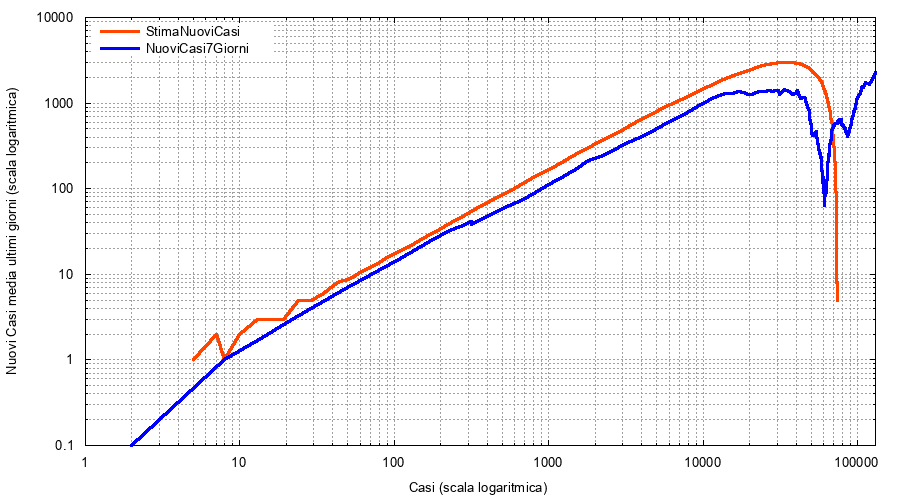 10000
1000
100
10
1
0.1
StimaNuoviCasi
NuoviCasi7Giorni
Nuovi Casi media ultimi giorni (scala logaritmica)
1 10 100 1000 10000 100000
Casi (scala logaritmica)